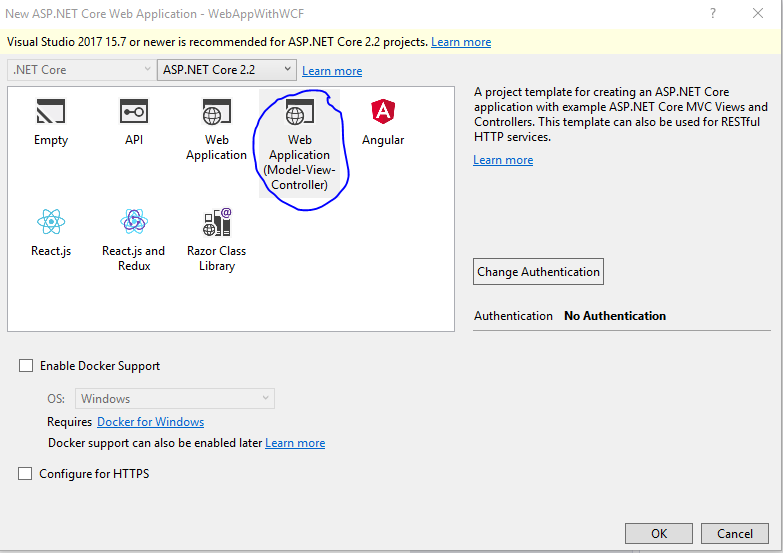 New ASP.NET Core Web Application - WebAppWithWCF
Visual Studio 2017 15.7 or newer is recommended for ASP.NET Core 2.2 projects. Learn more
.NET Core
ASP.NET Core 2.2
Learn more
Empty
API
Web
Application
Web
Application
(Model-View-
Controller)
Angular
React.js
React.js and
Redux
Razor Class
Library
A project template for creating an ASP.NET Core
application with example ASP.NET Core MVC Views and
Controllers. This template can also be used for RESTful
HTTP services.
Learn more
Change Authentication
Authentication No Authentication
Enable Docker Support
OS: Windows
Requires Docker for Windows
Docker support can also be enabled later Learn more
Configure for HTTPS
OK
Cancel